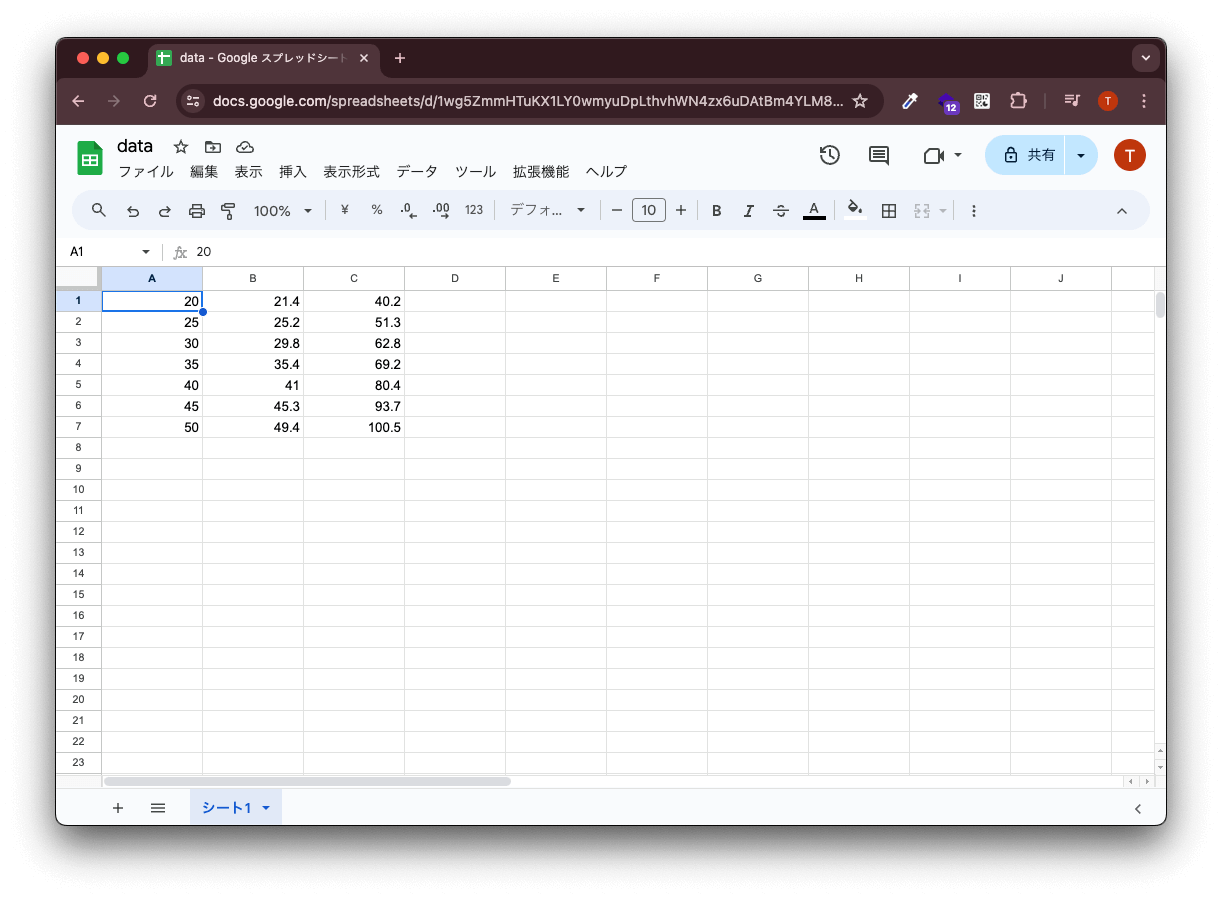 data - Google スプレッドシート
docs.google.com/spreadsheets/d/1wg5ZmmHTuKX1LY0wmyuDpLthvhWN4zx6uDAtBm4YLM8... 12 T
data
ファイル 編集 表示 挿入 表示形式 データ ツール 拡張機能 ヘルプ
共有 T
100% ¥ % .0 .00 123 デフォ... 10 B I S A
A1 fx 20
A B C D E F G H I J
1 20 21.4 40.2
2 25 25.2 51.3
3 30 29.8 62.8
4 35 35.4 69.2
5 40 41 80.4
6 45 45.3 93.7
7 50 49.4 100.5
8
9
10
11
12
13
14
15
16
17
18
19
20
21
22
23
シート1